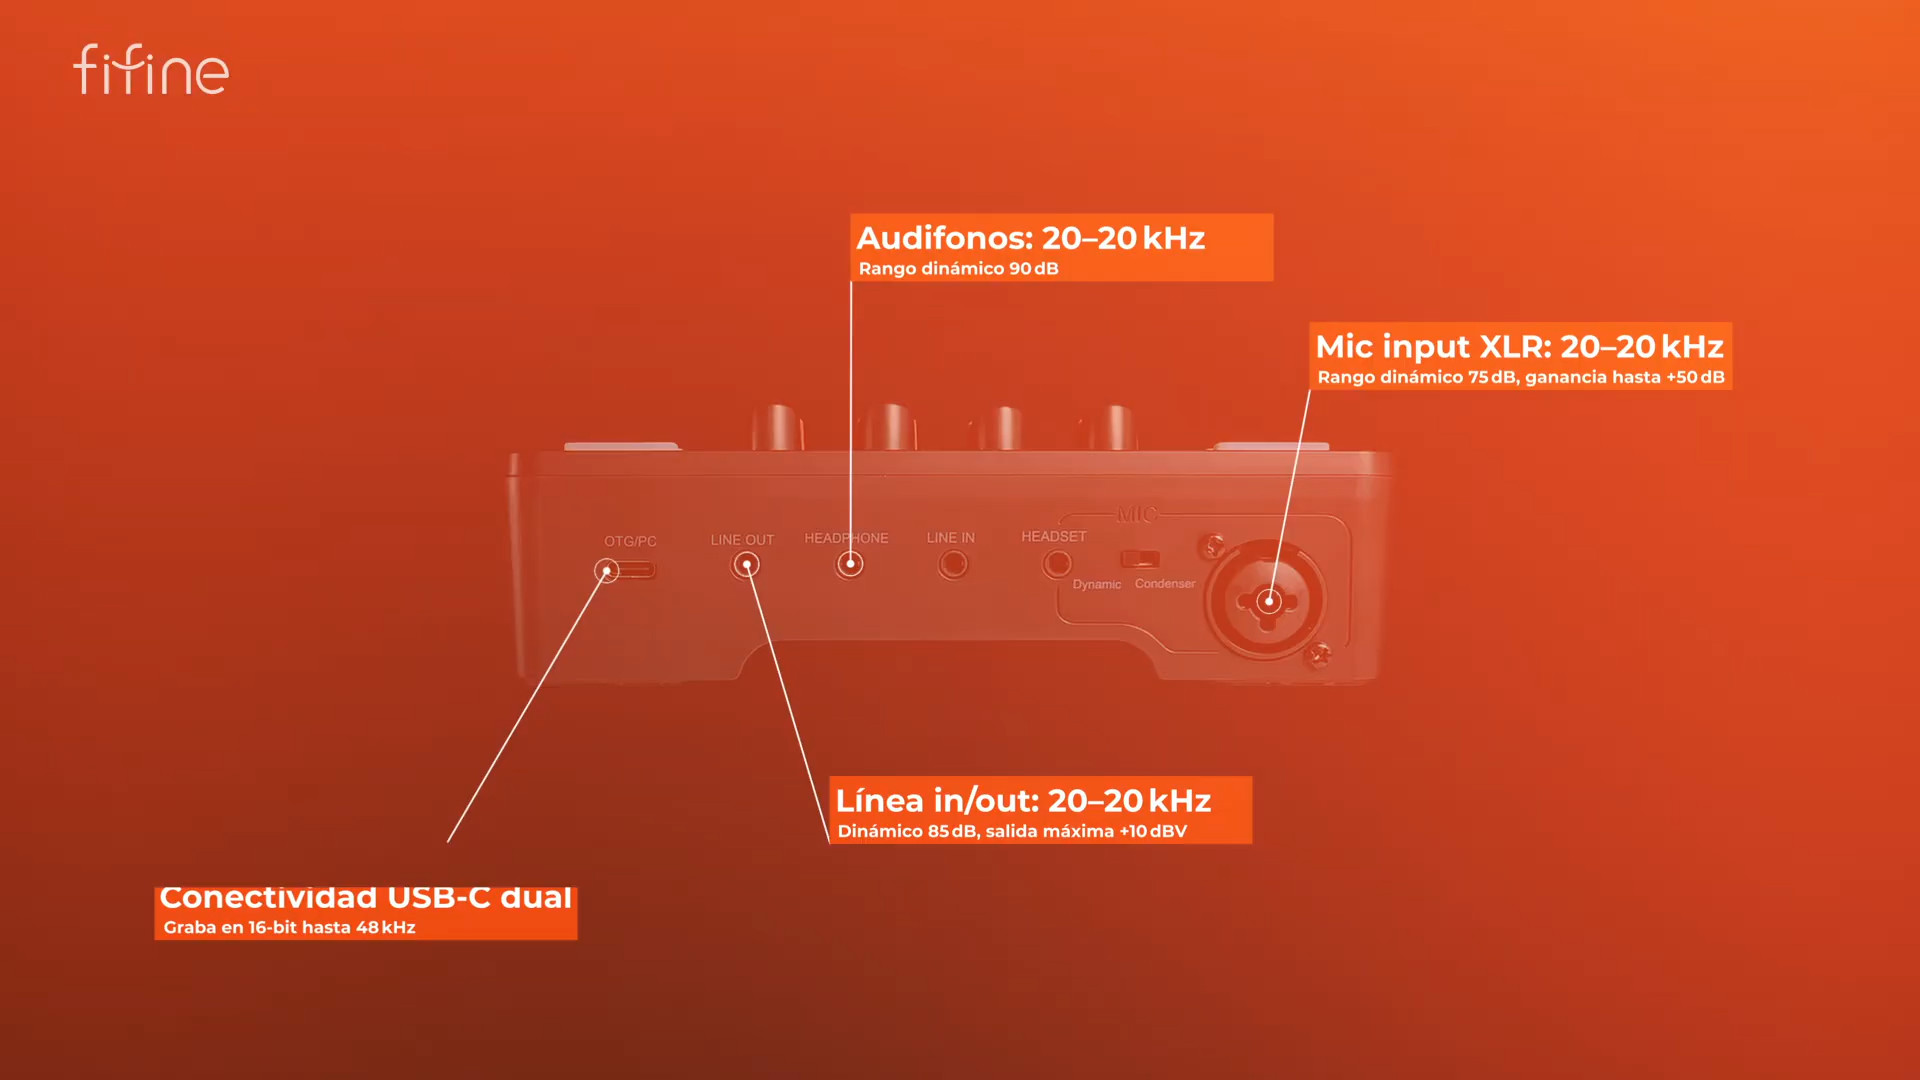 fifine
Audifonos: 20–20 kHz
Rango dinámico 90 dB
Mic input XLR: 20–20 kHz
Rango dinámico 75 dB, ganancia hasta +50 dB
MIC
OTG/PC
LINE OUT
HEADPHONE
LINE IN
HEADSET
Dynamic
Condenser
Línea in/out: 20–20 kHz
Dinámico 85 dB, salida máxima +10 dBV
Conectividad USB-C dual
Graba en 16-bit hasta 48 kHz